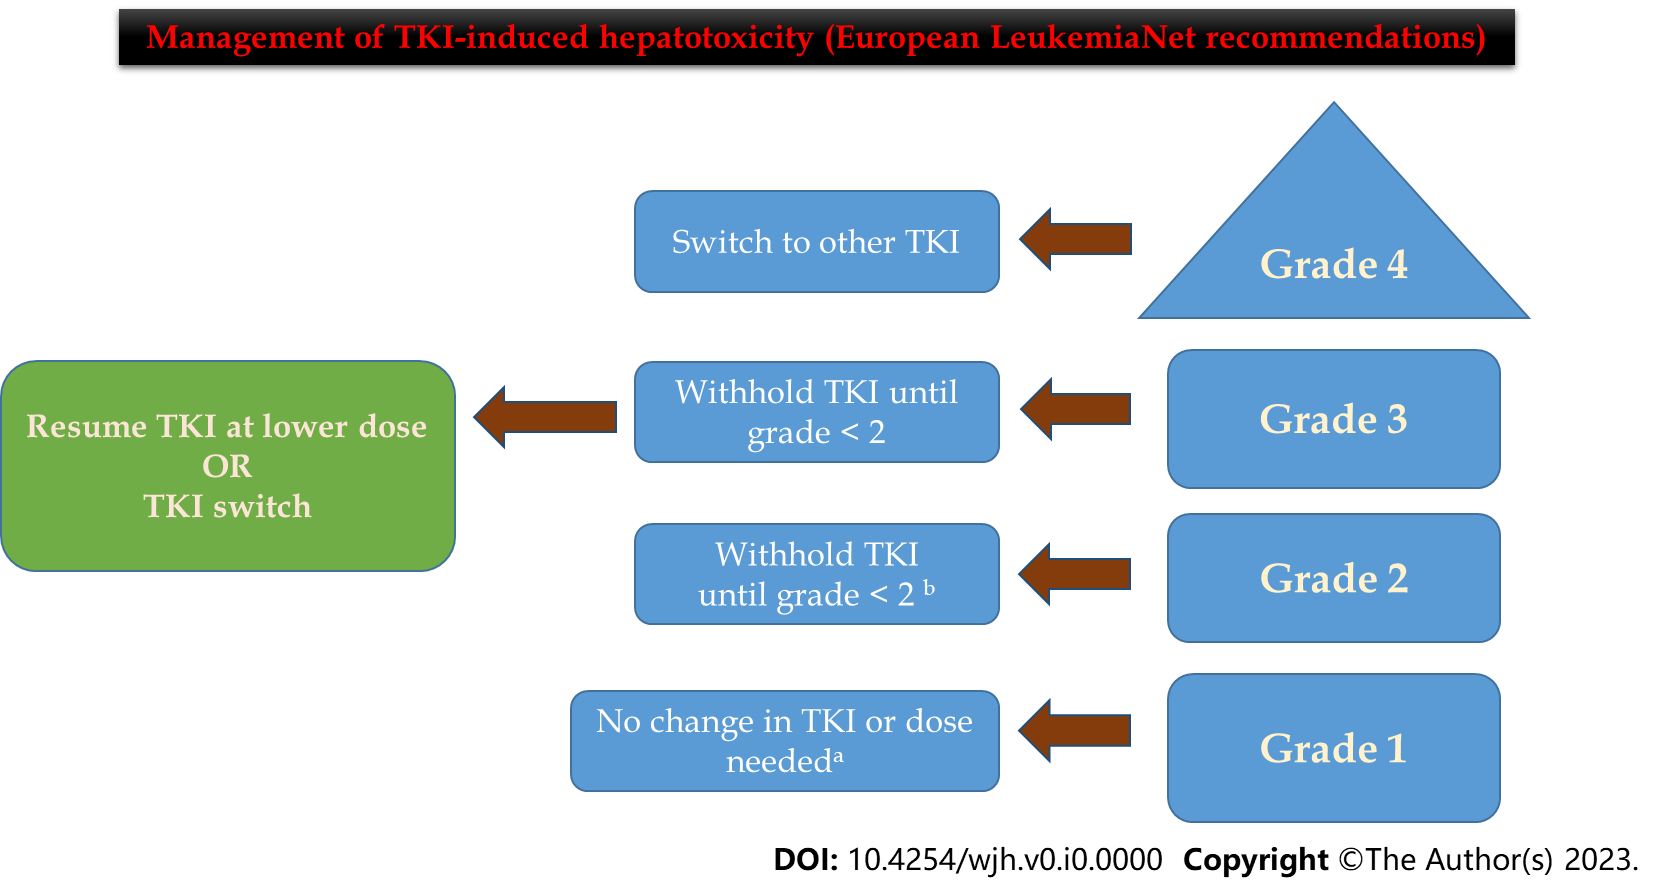 Management of TKI-induced hepatotoxicity (European LeukemiaNet recommendations)
Switch to other TKI
Grade 4
Withhold TKI until
grade < 2
Grade 3
Resume TKI at lower dose
OR
TKI switch
Withhold TKI
until grade < 2 ᵇ
Grade 2
No change in TKI or dose
neededᵃ
Grade 1
DOI: 10.4254/wjh.v0.i0.0000 Copyright ©The Author(s) 2023.